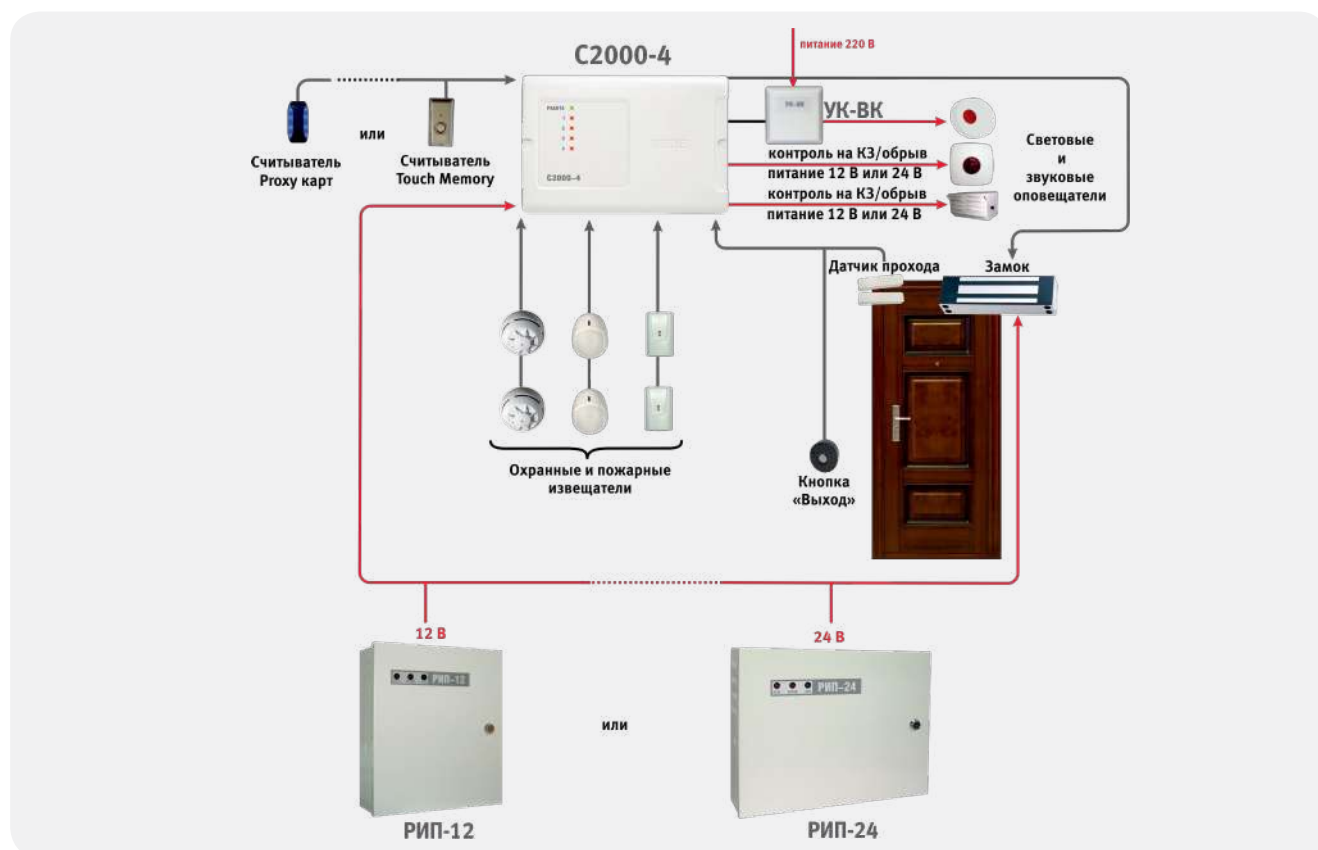 питание 220 В
С2000-4
УК-ВК
УК-ВК
или
Считыватель
Proxy карт
Считыватель
Touch Memory
С2000-4
контроль на КЗ/обрыв
питание 12 В или 24 В
контроль на КЗ/обрыв
питание 12 В или 24 В
Световые
и
звуковые
оповещатели
Датчик прохода
Замок
Охранные и пожарные
извещатели
Кнопка
«Выход»
12 В
24 В
РИП-12
РИП-24
или
РИП-12
РИП-24